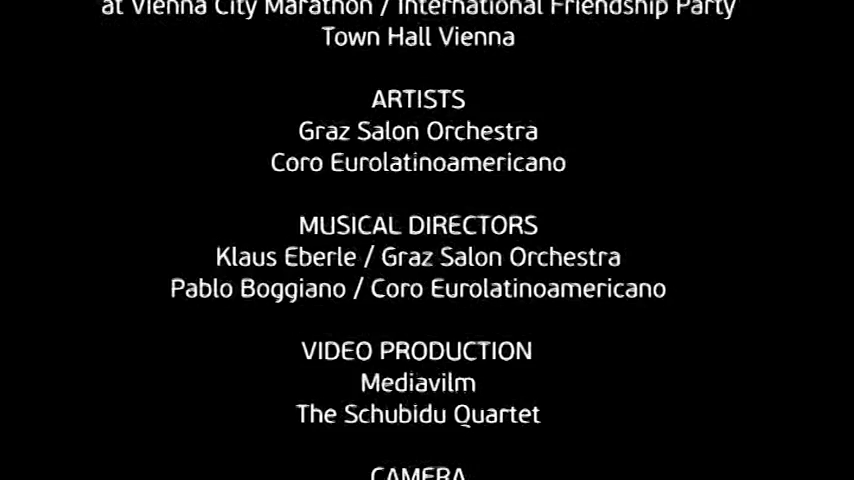 at Vienna City Marathon / International Friendship Party
Town Hall Vienna
ARTISTS
Graz Salon Orchestra
Coro Eurolatinoamericano
MUSICAL DIRECTORS
Klaus Eberle / Graz Salon Orchestra
Pablo Boggiano / Coro Eurolatinoamericano
VIDEO PRODUCTION
Mediavilm
The Schubidu Quartet
CAMERA